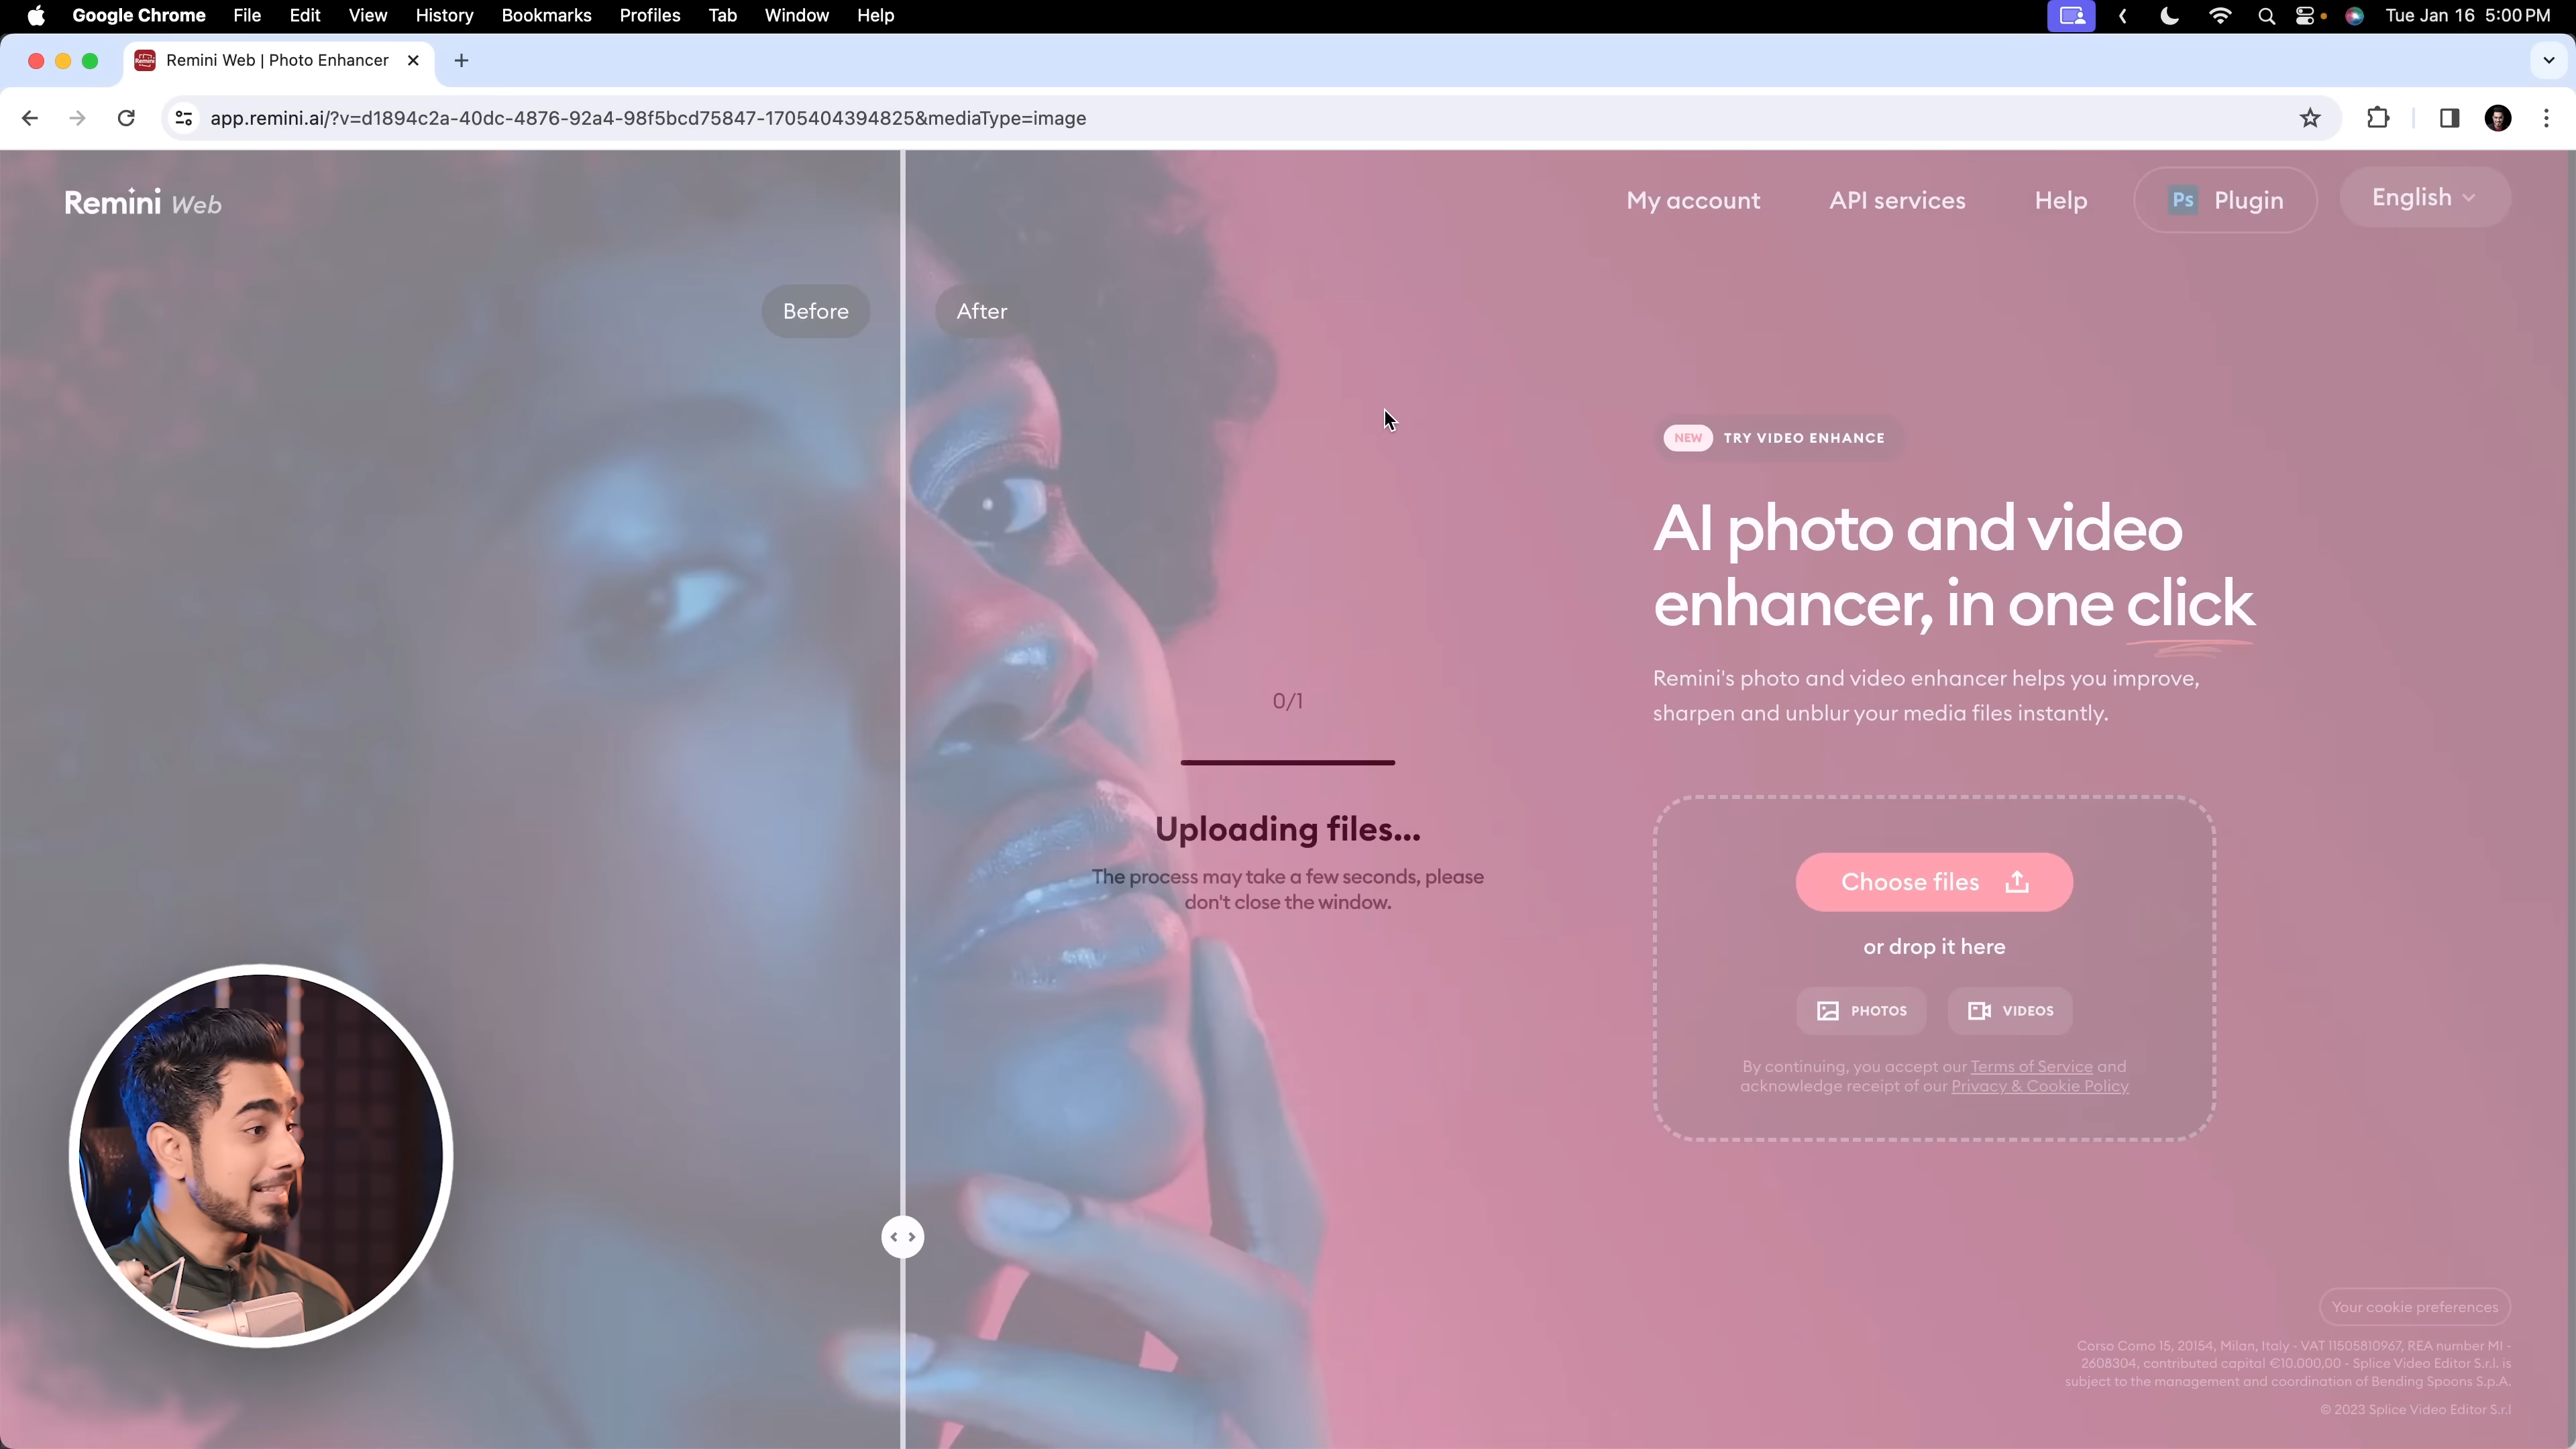 Google Chrome File Edit View History Bookmarks Profiles Tab Window Help Tue Jan 16 5:00 PM
Remini Web | Photo Enhancer
app.remini.ai/?v=d1894c2a-40dc-4876-92a4-98f5bcd75847-1705404394825&mediaType=image
Remini Web My account API services Help Ps Plugin English
Before After
NEW TRY VIDEO ENHANCE
AI photo and video
enhancer, in one click
Remini's photo and video enhancer helps you improve,
sharpen and unblur your media files instantly.
0/1
Uploading files...
The process may take a few seconds, please
don't close the window.
Choose files
or drop it here
PHOTOS VIDEOS
By continuing, you accept our Terms of Service and
acknowledge receipt of our Privacy & Cookie Policy
Your cookie preferences
Corso Como 15, 20154, Milan, Italy - VAT 11505810967, REA number MI -
2608304, contributed capital €10.000,00 - Splice Video Editor S.r.l. is
subject to the management and coordination of Bending Spoons S.p.A.
© 2023 Splice Video Editor S.r.l